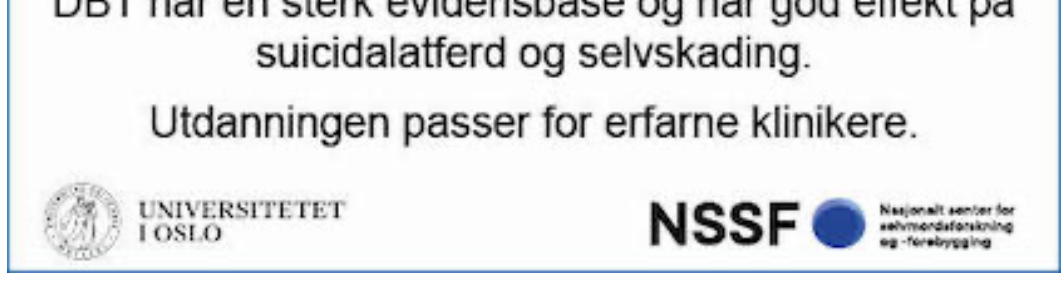 DBT har en sterk evidensbase og har god effekt på
suicidalatferd og selvskading.
Utdanningen passer for erfarne klinikere.
UNIVERSITETET
I OSLO
NSSF
Nasjonalt senter for
selvmordsforskning
og -forebygging